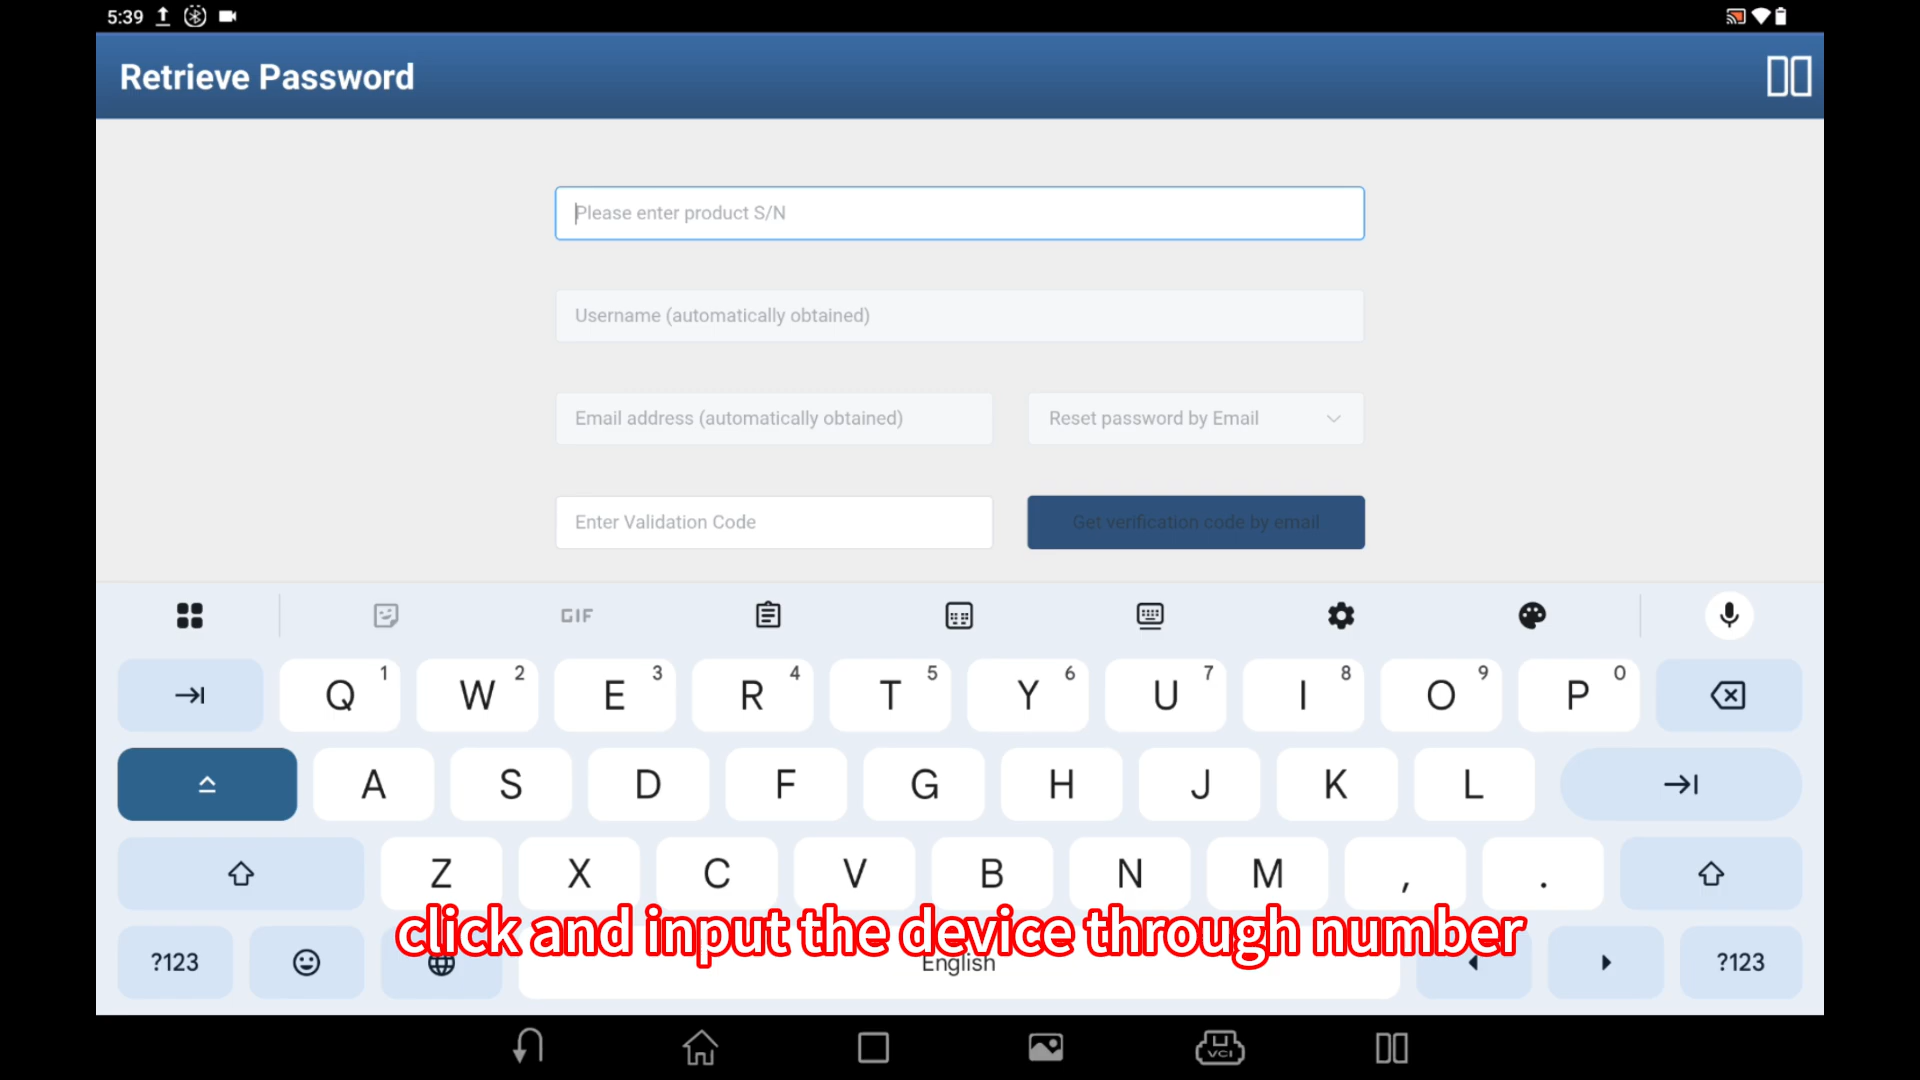 5:39
Retrieve Password
Please enter product S/N
Username (automatically obtained)
Email address (automatically obtained)
Reset password by Email
Enter Validation Code
Get verification code by email
GIF
Q 1 W 2 E 3 R 4 T 5 Y 6 U 7 I 8 O 9 P 0
A S D F G H J K L
Z X C V B N M , .
click and input the device through number
?123 English ?123
VCI